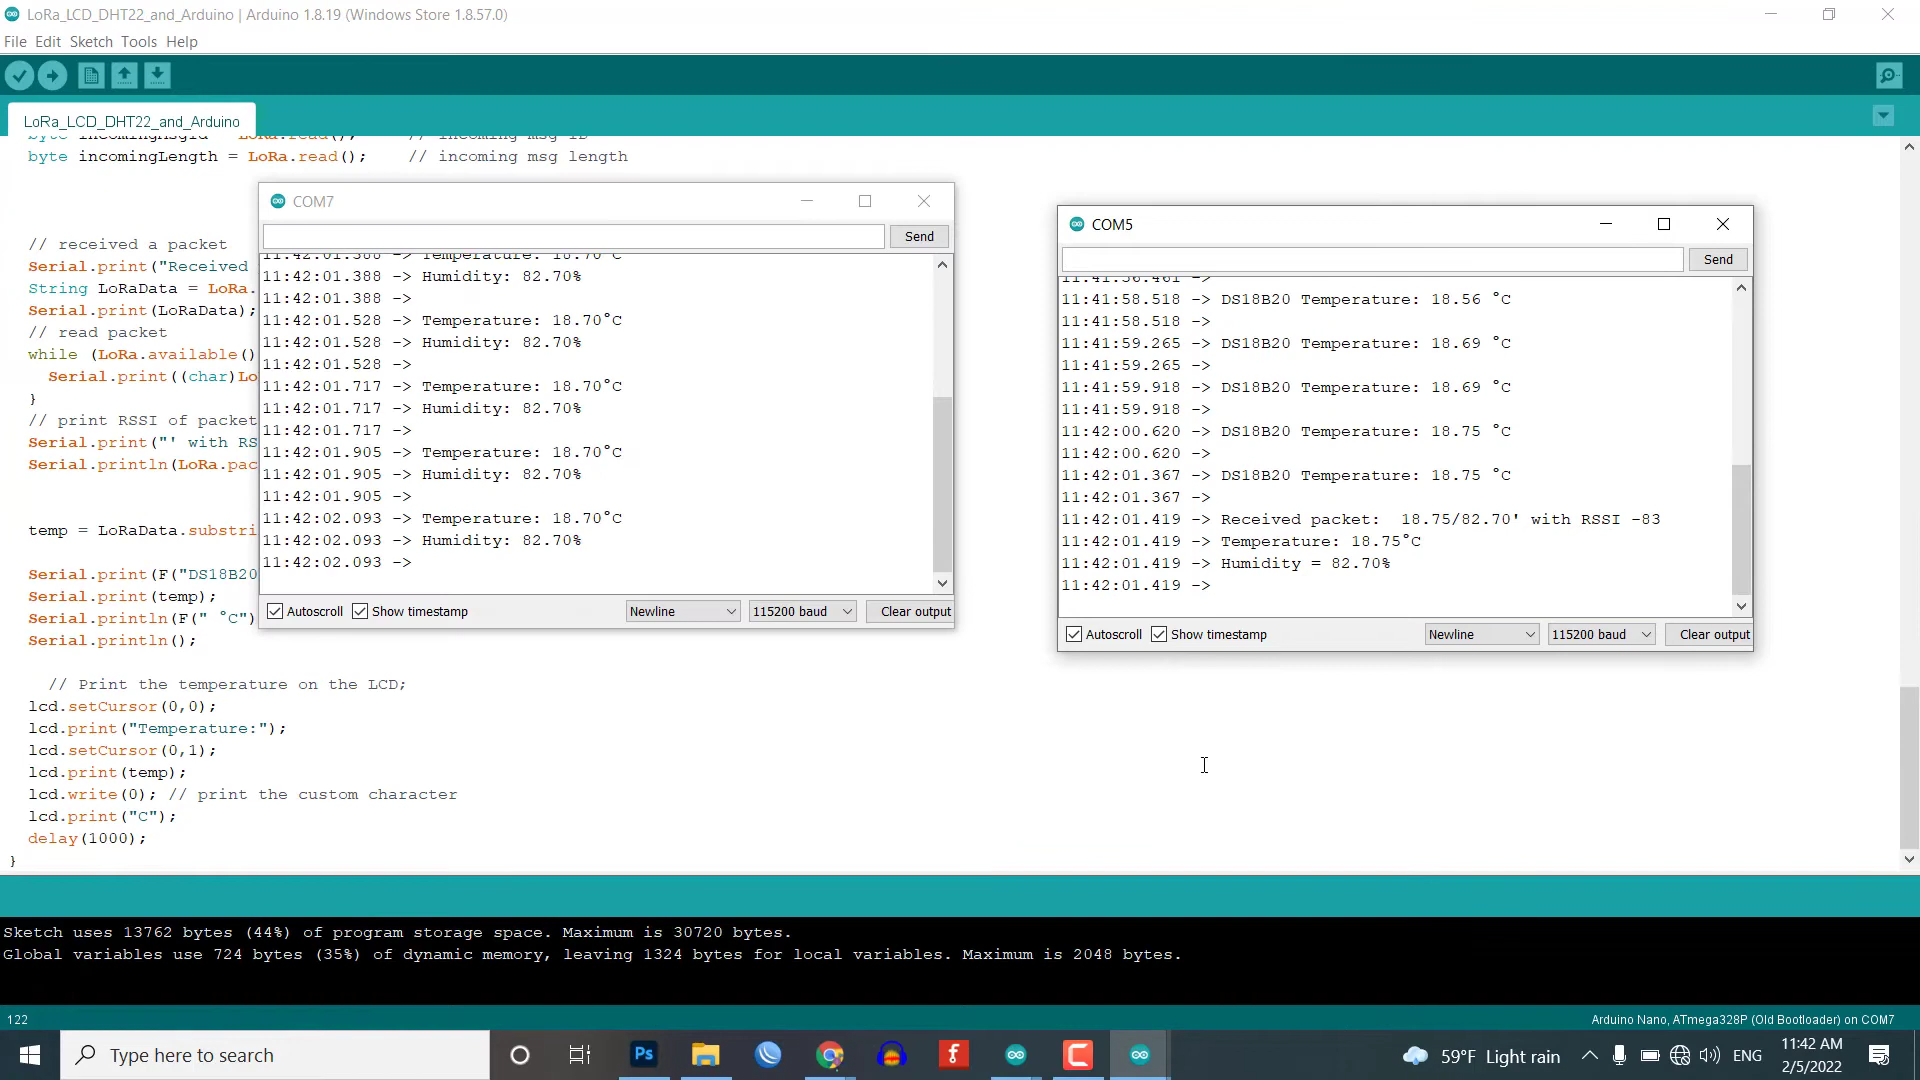 LoRa_LCD_DHT22_and_Arduino | Arduino 1.8.19 (Windows Store 1.8.57.0)
File Edit Sketch Tools Help
LoRa_LCD_DHT22_and_Arduino
byte incomingLength = LoRa.read();    // incoming msg length
// received a packet
Serial.print("Received
String LoRaData = LoRa.
Serial.print(LoRaData);
// read packet
while (LoRa.available()
Serial.print((char)Lo
}
// print RSSI of packet
Serial.print("' with RS
Serial.println(LoRa.pac
temp = LoRaData.substri
Serial.print(F("DS18B20
Serial.print(temp);
Serial.println(F(" °C")
Serial.println();
// Print the temperature on the LCD;
lcd.setCursor(0,0);
lcd.print("Temperature:");
lcd.setCursor(0,1);
lcd.print(temp);
lcd.write(0); // print the custom character
lcd.print("C");
delay(1000);
}
COM7
Send
11:42:01.388 -> Temperature: 18.70°C
11:42:01.388 -> Humidity: 82.70%
11:42:01.388 ->
11:42:01.528 -> Temperature: 18.70°C
11:42:01.528 -> Humidity: 82.70%
11:42:01.528 ->
11:42:01.717 -> Temperature: 18.70°C
11:42:01.717 -> Humidity: 82.70%
11:42:01.717 ->
11:42:01.905 -> Temperature: 18.70°C
11:42:01.905 -> Humidity: 82.70%
11:42:01.905 ->
11:42:02.093 -> Temperature: 18.70°C
11:42:02.093 -> Humidity: 82.70%
11:42:02.093 ->
Autoscroll Show timestamp Newline 115200 baud Clear output
COM5
Send
11:41:58.518 -> DS18B20 Temperature: 18.56 °C
11:41:58.518 ->
11:41:59.265 -> DS18B20 Temperature: 18.69 °C
11:41:59.265 ->
11:41:59.918 -> DS18B20 Temperature: 18.69 °C
11:41:59.918 ->
11:42:00.620 -> DS18B20 Temperature: 18.75 °C
11:42:00.620 ->
11:42:01.367 -> DS18B20 Temperature: 18.75 °C
11:42:01.367 ->
11:42:01.419 -> Received packet:  18.75/82.70' with RSSI -83
11:42:01.419 -> Temperature: 18.75°C
11:42:01.419 -> Humidity = 82.70%
11:42:01.419 ->
Autoscroll Show timestamp Newline 115200 baud Clear output
Sketch uses 13762 bytes (44%) of program storage space. Maximum is 30720 bytes.
Global variables use 724 bytes (35%) of dynamic memory, leaving 1324 bytes for local variables. Maximum is 2048 bytes.
122
Arduino Nano, ATmega328P (Old Bootloader) on COM7
Type here to search
Ps
59°F Light rain
ENG
11:42 AM
2/5/2022